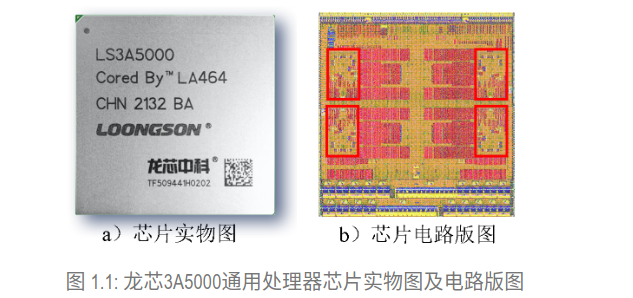 LS3A5000
Cored By™ LA464
CHN 2132 BA
LOONGSON®
龙芯中科®
TF509441H0202
a）芯片实物图
b）芯片电路版图
图 1.1: 龙芯3A5000通用处理器芯片实物图及电路版图